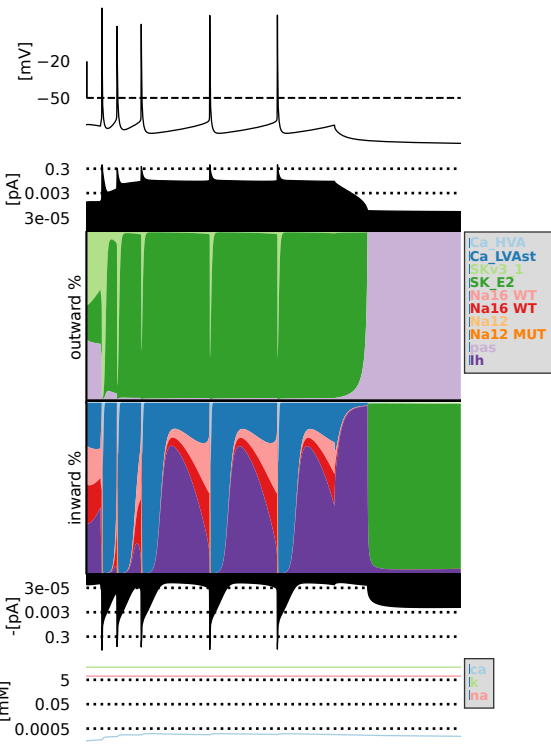 [mV]
−20
−50
[pA]
0.3
0.003
3e-05
outward %
Ca_HVA
Ca_LVAst
SKv3_1
SK_E2
Na16 WT
Na16 WT
Na12
Na12 MUT
pas
Ih
inward %
-[pA]
3e-05
0.003
0.3
[mM]
5
0.05
0.0005
ca
k
na